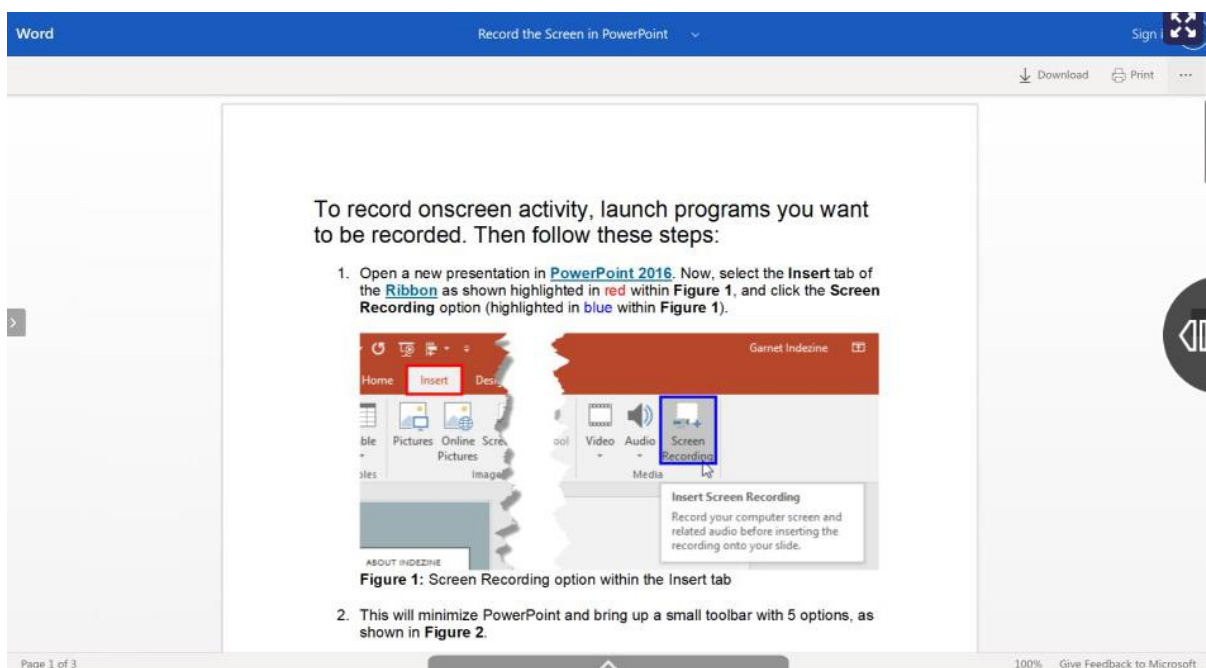 Word
Record the Screen in PowerPoint
Sign
Download Print ...
To record onscreen activity, launch programs you want
to be recorded. Then follow these steps:
1. Open a new presentation in PowerPoint 2016. Now, select the Insert tab of
the Ribbon as shown highlighted in red within Figure 1, and click the Screen
Recording option (highlighted in blue within Figure 1).
Garnet Indezine
Home Insert
Pictures Online
Pictures
Video Audio Screen
Recording
Media
Insert Screen Recording
Record your computer screen and
related audio before inserting the
recording onto your slide.
ABOUT INDEZINE
Figure 1: Screen Recording option within the Insert tab
2. This will minimize PowerPoint and bring up a small toolbar with 5 options, as
shown in Figure 2.
Page 1 of 3
100% Give Feedback to Microsoft